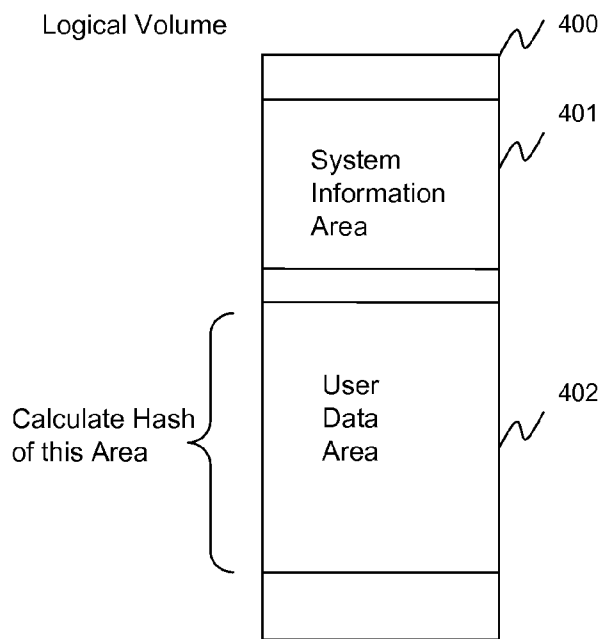 Logical Volume
400
401
System
Information
Area
User
Data
Area
402
Calculate Hash
of this Area